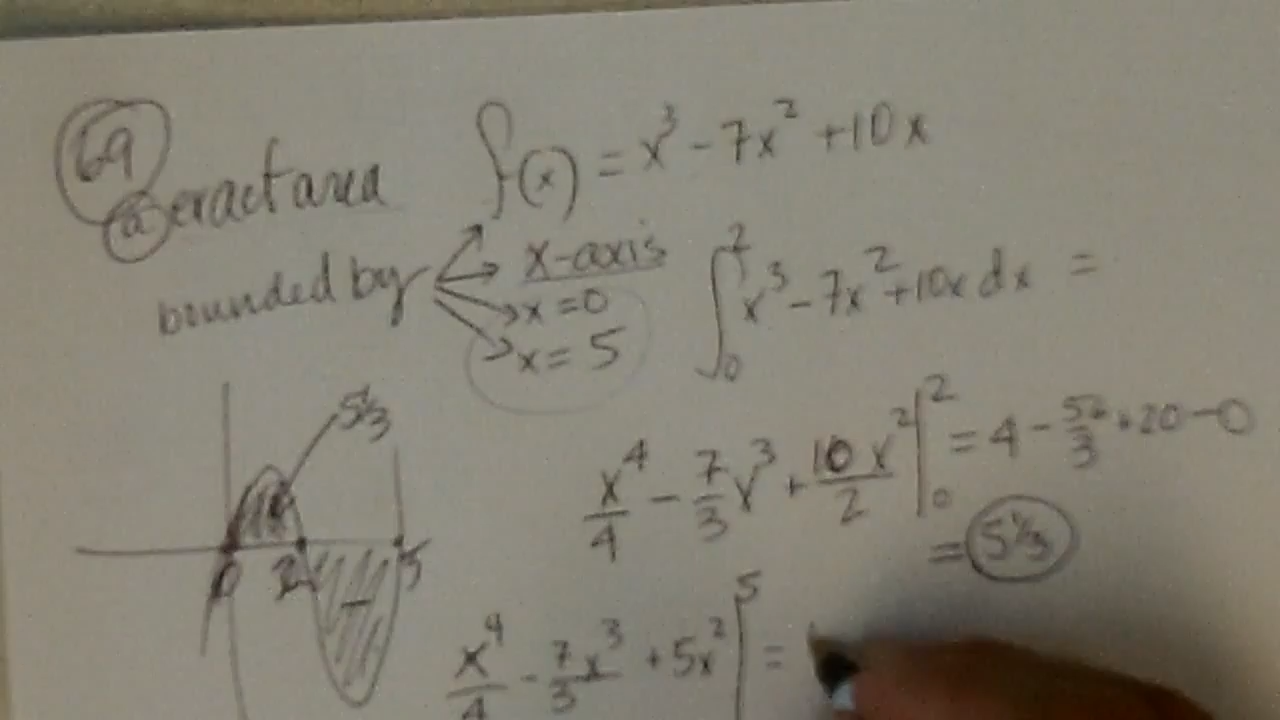 69
a exact area
f(x) = x³ - 7x² + 10x
bounded by
x-axis
x = 0
x = 5
∫₀² x³ - 7x² + 10x dx =
x⁴/4 - 7/3 x³ + 10x²/2 |₀² = 4 - 56/3 + 20 - 0
= 5⅓
5⅓
0 2 5
−
x⁴/4 - 7/3 x³ + 5x² |⁵ =